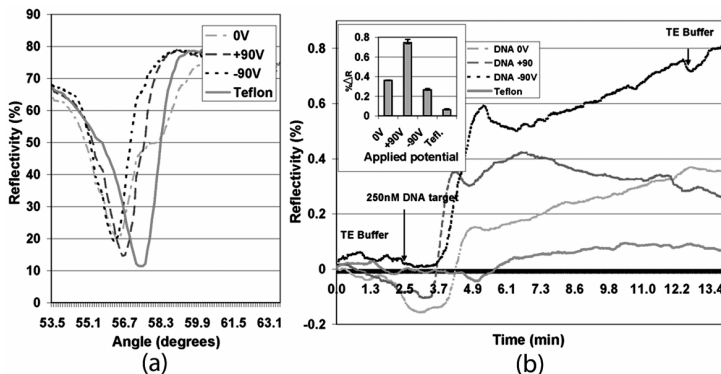 90
80
70
60
50
40
30
20
10
0
Reflectivity (%)
0V
+90V
-90V
Teflon
53.5 55.1 56.7 58.3 59.9 61.5 63.1
Angle (degrees)
(a)
0.8
0.6
0.4
0.2
0
-0.2
Reflectivity (%)
0.8
0.6
0.4
0.2
0
%ΔR
0V
+90V
-90V
Tefl.
Applied potential
DNA 0V
DNA +90
DNA -90V
Teflon
TE Buffer
250nM DNA target
TE Buffer
0.0 1.3 2.5 3.7 4.9 5.6 6.8 8.0 9.2 10.4 11.0 12.2 13.4
Time (min)
(b)